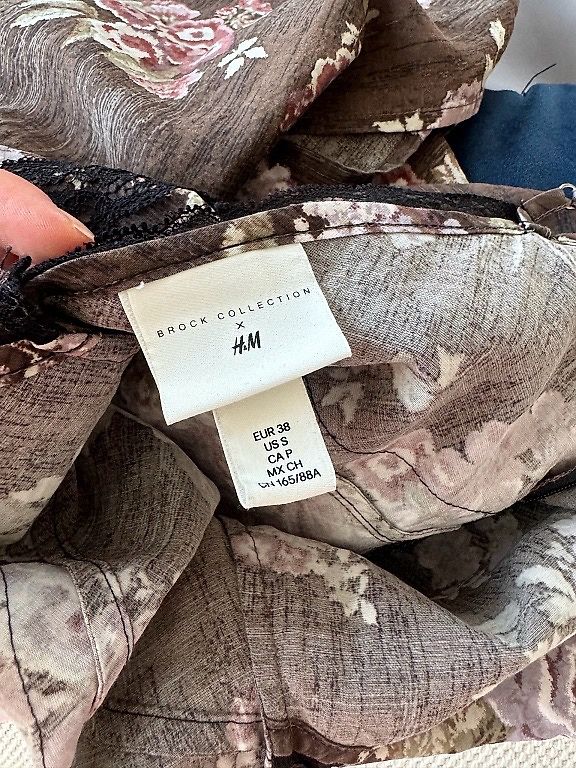 BROCK COLLECTION
×
H&M
EUR 38
US S
CA P
MX CH
CN 165/88A